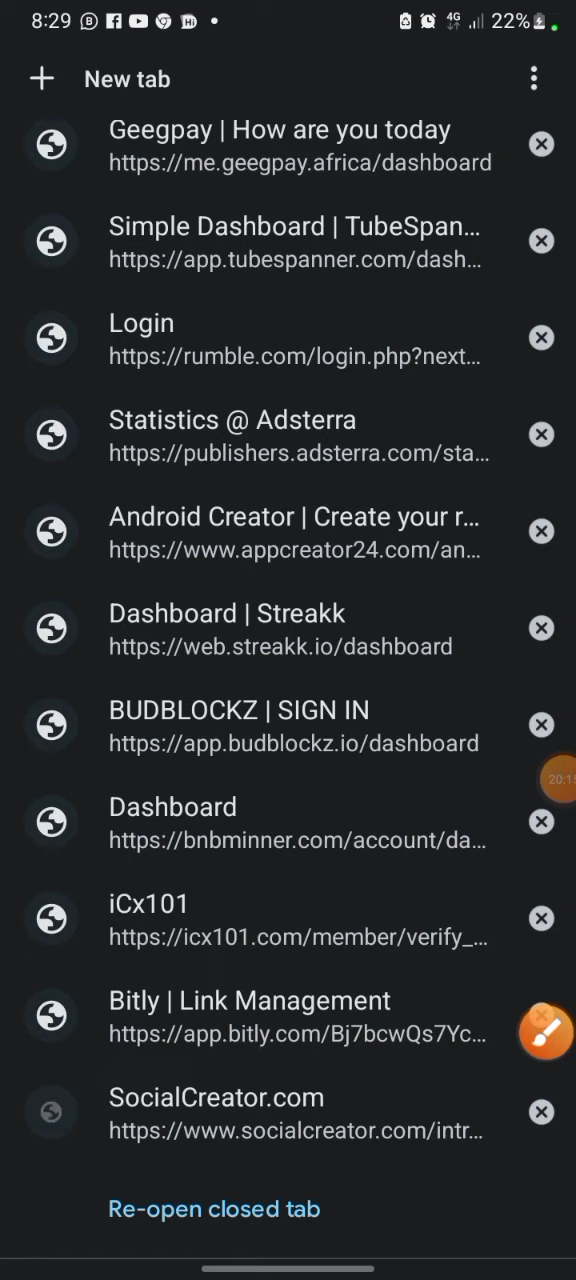 8:29
4G
22%
New tab
Geegpay | How are you today
https://me.geegpay.africa/dashboard
Simple Dashboard | TubeSpan...
https://app.tubespanner.com/dash...
Login
https://rumble.com/login.php?next...
Statistics @ Adsterra
https://publishers.adsterra.com/sta...
Android Creator | Create your r...
https://www.appcreator24.com/an...
Dashboard | Streakk
https://web.streakk.io/dashboard
BUDBLOCKZ | SIGN IN
https://app.budblockz.io/dashboard
20:15
Dashboard
https://bnbminner.com/account/da...
iCx101
https://icx101.com/member/verify_...
Bitly | Link Management
https://app.bitly.com/Bj7bcwQs7Yc...
SocialCreator.com
https://www.socialcreator.com/intr...
Re-open closed tab